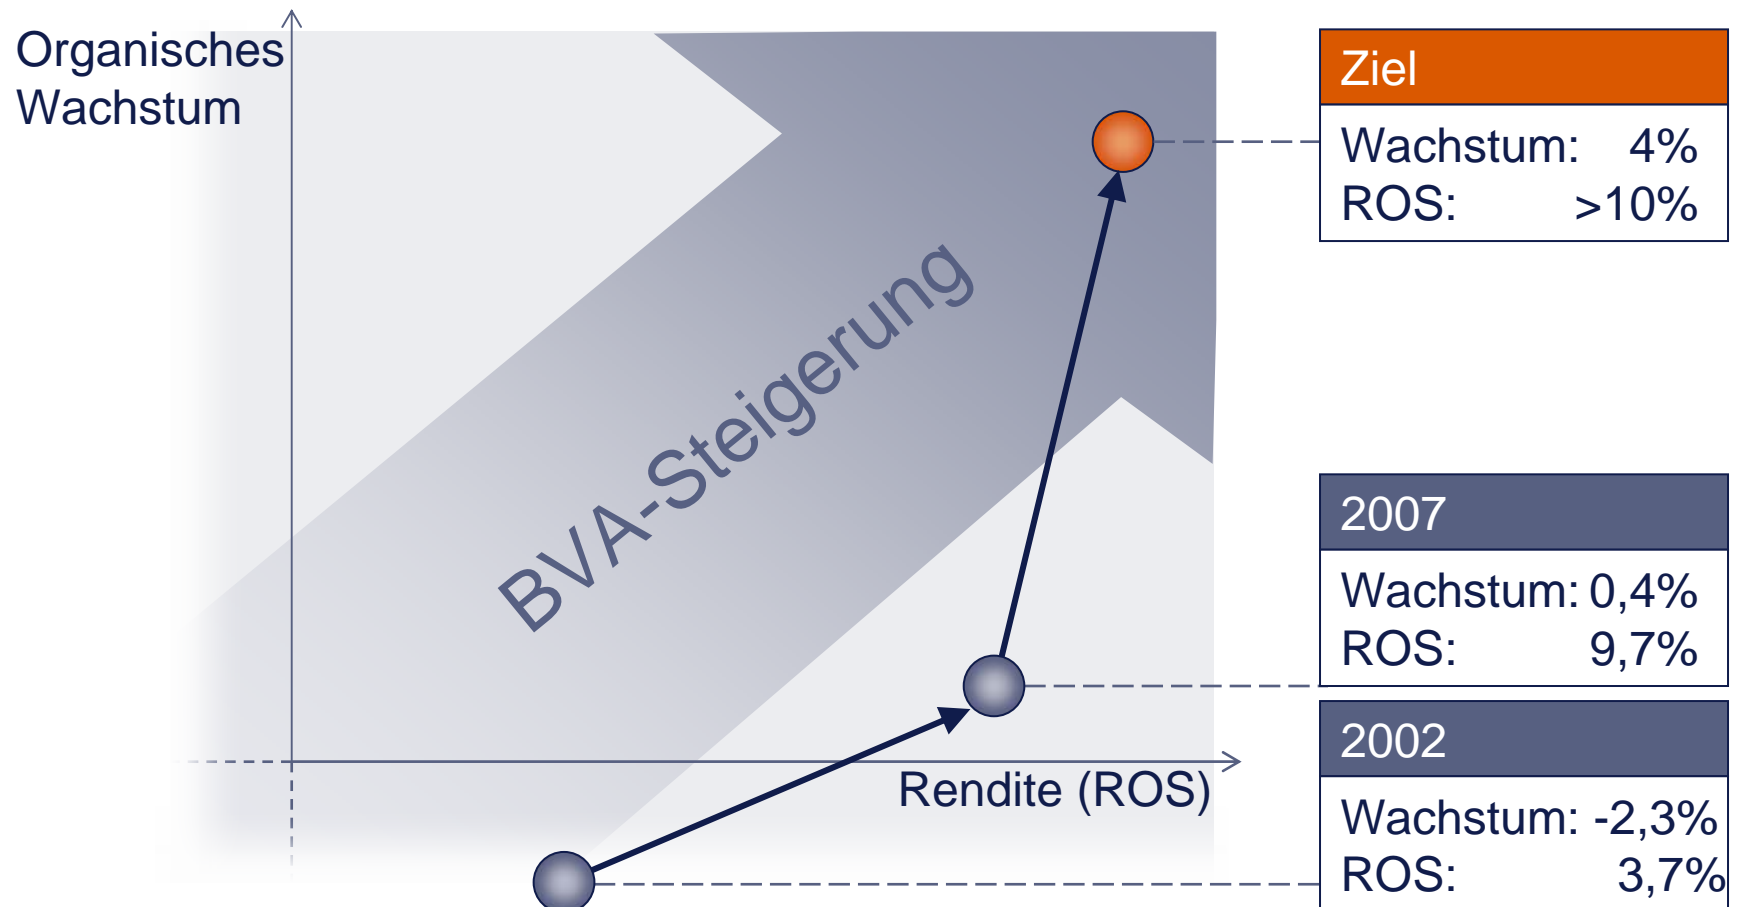 Organisches
Wachstum
BVA-Steigerung
Rendite (ROS)
Ziel
Wachstum: 4%
ROS: >10%
2007
Wachstum: 0,4%
ROS: 9,7%
2002
Wachstum: -2,3%
ROS: 3,7%